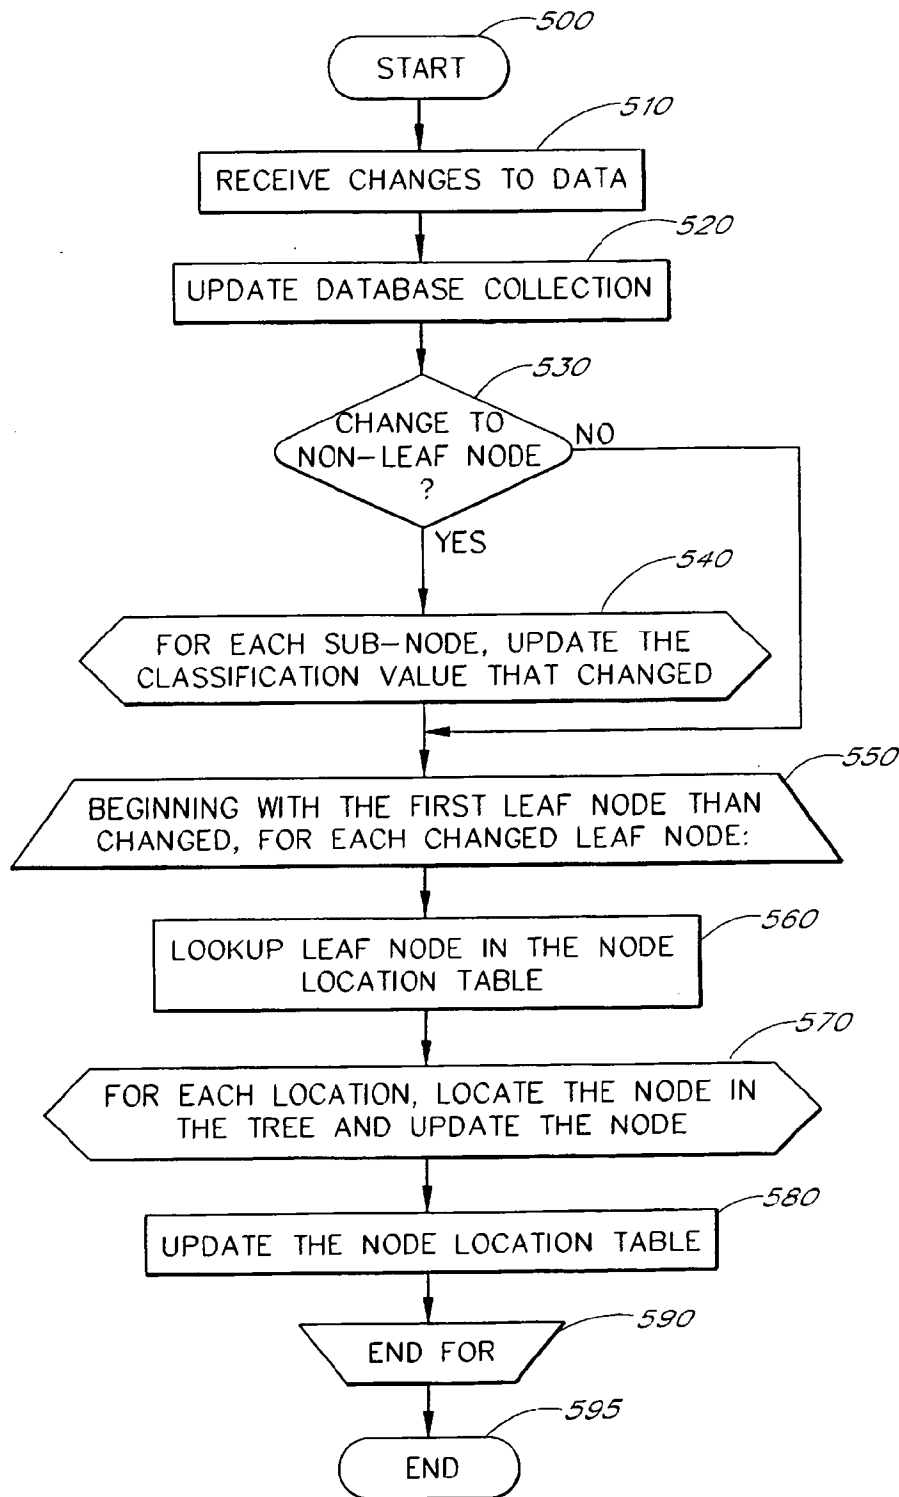 500
START
510
RECEIVE CHANGES TO DATA
520
UPDATE DATABASE COLLECTION
530
CHANGE TO
NON-LEAF NODE
?
NO
YES
540
FOR EACH SUB-NODE, UPDATE THE
CLASSIFICATION VALUE THAT CHANGED
550
BEGINNING WITH THE FIRST LEAF NODE THAN
CHANGED, FOR EACH CHANGED LEAF NODE:
560
LOOKUP LEAF NODE IN THE NODE
LOCATION TABLE
570
FOR EACH LOCATION, LOCATE THE NODE IN
THE TREE AND UPDATE THE NODE
580
UPDATE THE NODE LOCATION TABLE
590
END FOR
595
END